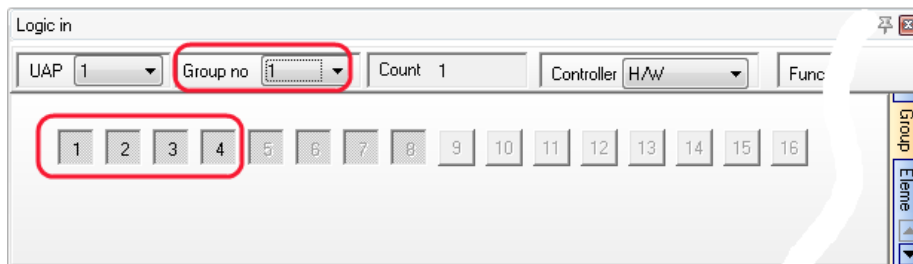 Logic in
UAP 1 Group no 1 Count 1 Controller H/W Func
1 2 3 4 5 6 7 8 9 10 11 12 13 14 15 16
Group
Eleme